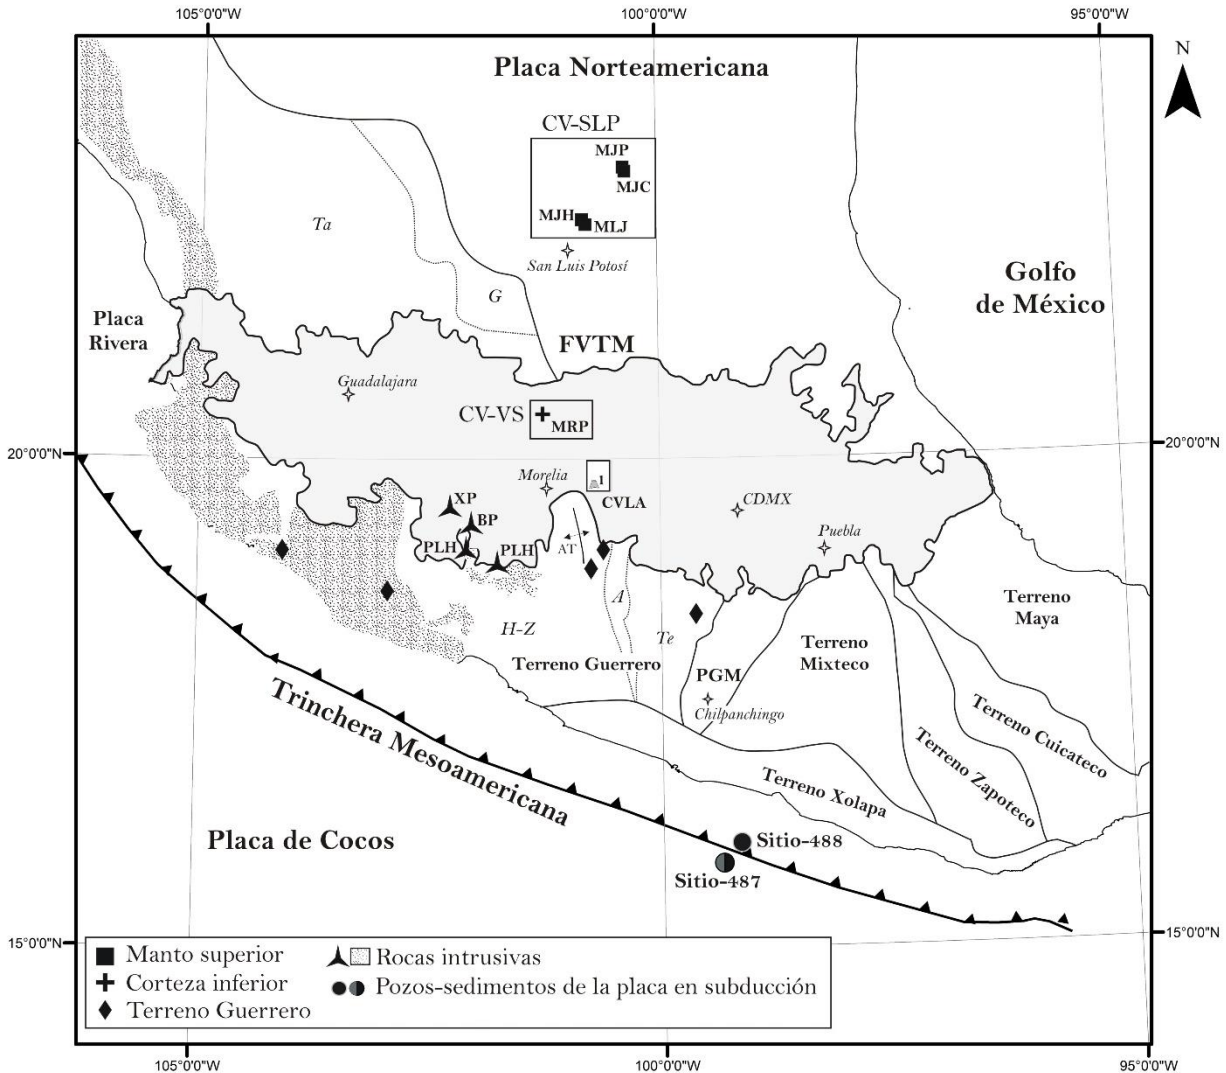 105°0'0"W
100°0'0"W
95°0'0"W
N
Placa Norteamericana
CV-SLP
MJP
MJC
MJH
MLJ
San Luis Potosí
Ta
G
Golfo
de México
Placa
Rivera
FVTM
Guadalajara
CV-VS
MRP
20°0'0"N
20°0'0"N
Morelia
1
CVLA
CDMX
XP
BP
Puebla
PLH
PLH
AT
A
Terreno
Maya
H-Z
Te
Terreno
Mixteco
Terreno Guerrero
PGM
Chilpanchingo
Terreno Cuicateco
Trinchera Mesoamericana
Terreno Zapoteco
Terreno Xolapa
Placa de Cocos
Sitio-488
Sitio-487
15°0'0"N
15°0'0"N
Manto superior
Rocas intrusivas
Corteza inferior
Pozos-sedimentos de la placa en subducción
Terreno Guerrero
105°0'0"W
100°0'0"W
95°0'0"W